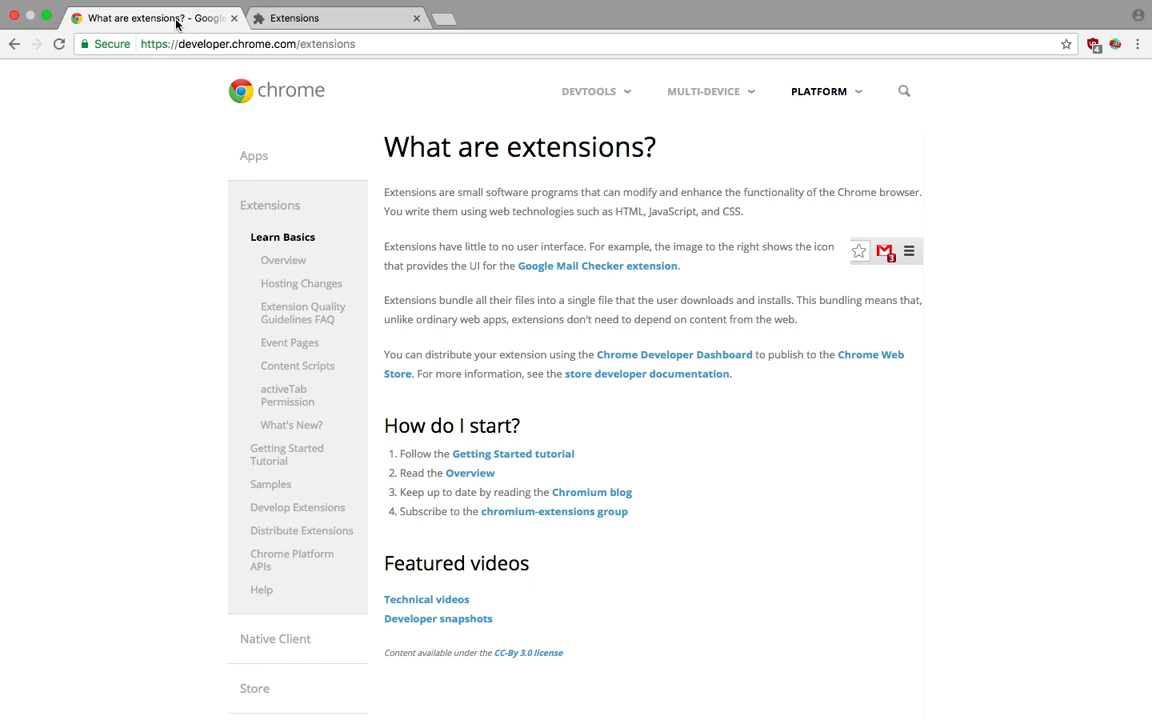 What are extensions? - Google
Extensions
Secure https://developer.chrome.com/extensions
4
chrome
DEVTOOLS
MULTI-DEVICE
PLATFORM
Apps
Extensions
Learn Basics
Overview
Hosting Changes
Extension Quality
Guidelines FAQ
Event Pages
Content Scripts
activeTab
Permission
What's New?
Getting Started
Tutorial
Samples
Develop Extensions
Distribute Extensions
Chrome Platform
APIs
Help
Native Client
Store
What are extensions?
Extensions are small software programs that can modify and enhance the functionality of the Chrome browser.
You write them using web technologies such as HTML, JavaScript, and CSS.
Extensions have little to no user interface. For example, the image to the right shows the icon
that provides the UI for the Google Mail Checker extension.
3
Extensions bundle all their files into a single file that the user downloads and installs. This bundling means that,
unlike ordinary web apps, extensions don't need to depend on content from the web.
You can distribute your extension using the Chrome Developer Dashboard to publish to the Chrome Web
Store. For more information, see the store developer documentation.
How do I start?
1. Follow the Getting Started tutorial
2. Read the Overview
3. Keep up to date by reading the Chromium blog
4. Subscribe to the chromium-extensions group
Featured videos
Technical videos
Developer snapshots
Content available under the CC-By 3.0 license